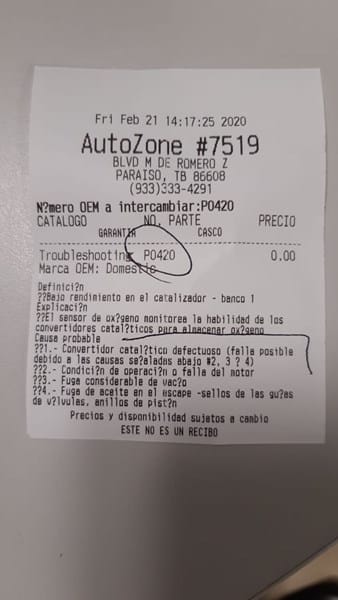 Fri Feb 21 14:17:25 2020
AutoZone #7519
BLVD M DE ROMERO Z
PARAISO, TB 86608
(933)333-4291
N?mero OEM a intercambiar:P0420
CATALOGO NO. PARTE PRECIO
GARANTIA CASCO
Troubleshooting P0420 0.00
Marca OEM: Domestic
Definici?n
??Bajo rendimiento en el catalizador - banco 1
Explicaci?n
??El sensor de ox?geno monitorea la habilidad de los
convertidores catal?ticos para almacenar ox?geno
Causa probable
??1.- Convertidor catal?tico defectuoso (falla posible
debido a las causas se?aladas abajo #2, 3 ? 4)
??2.- Condici?n de operaci?n o falla del motor
??3.- Fuga considerable de vac?o
??4.- Fuga de aceite en el escape -sellos de las gu?as
de v?lvulas, anillos de pist?n
Precios y disponibilidad sujetos a cambio
ESTE NO ES UN RECIBO